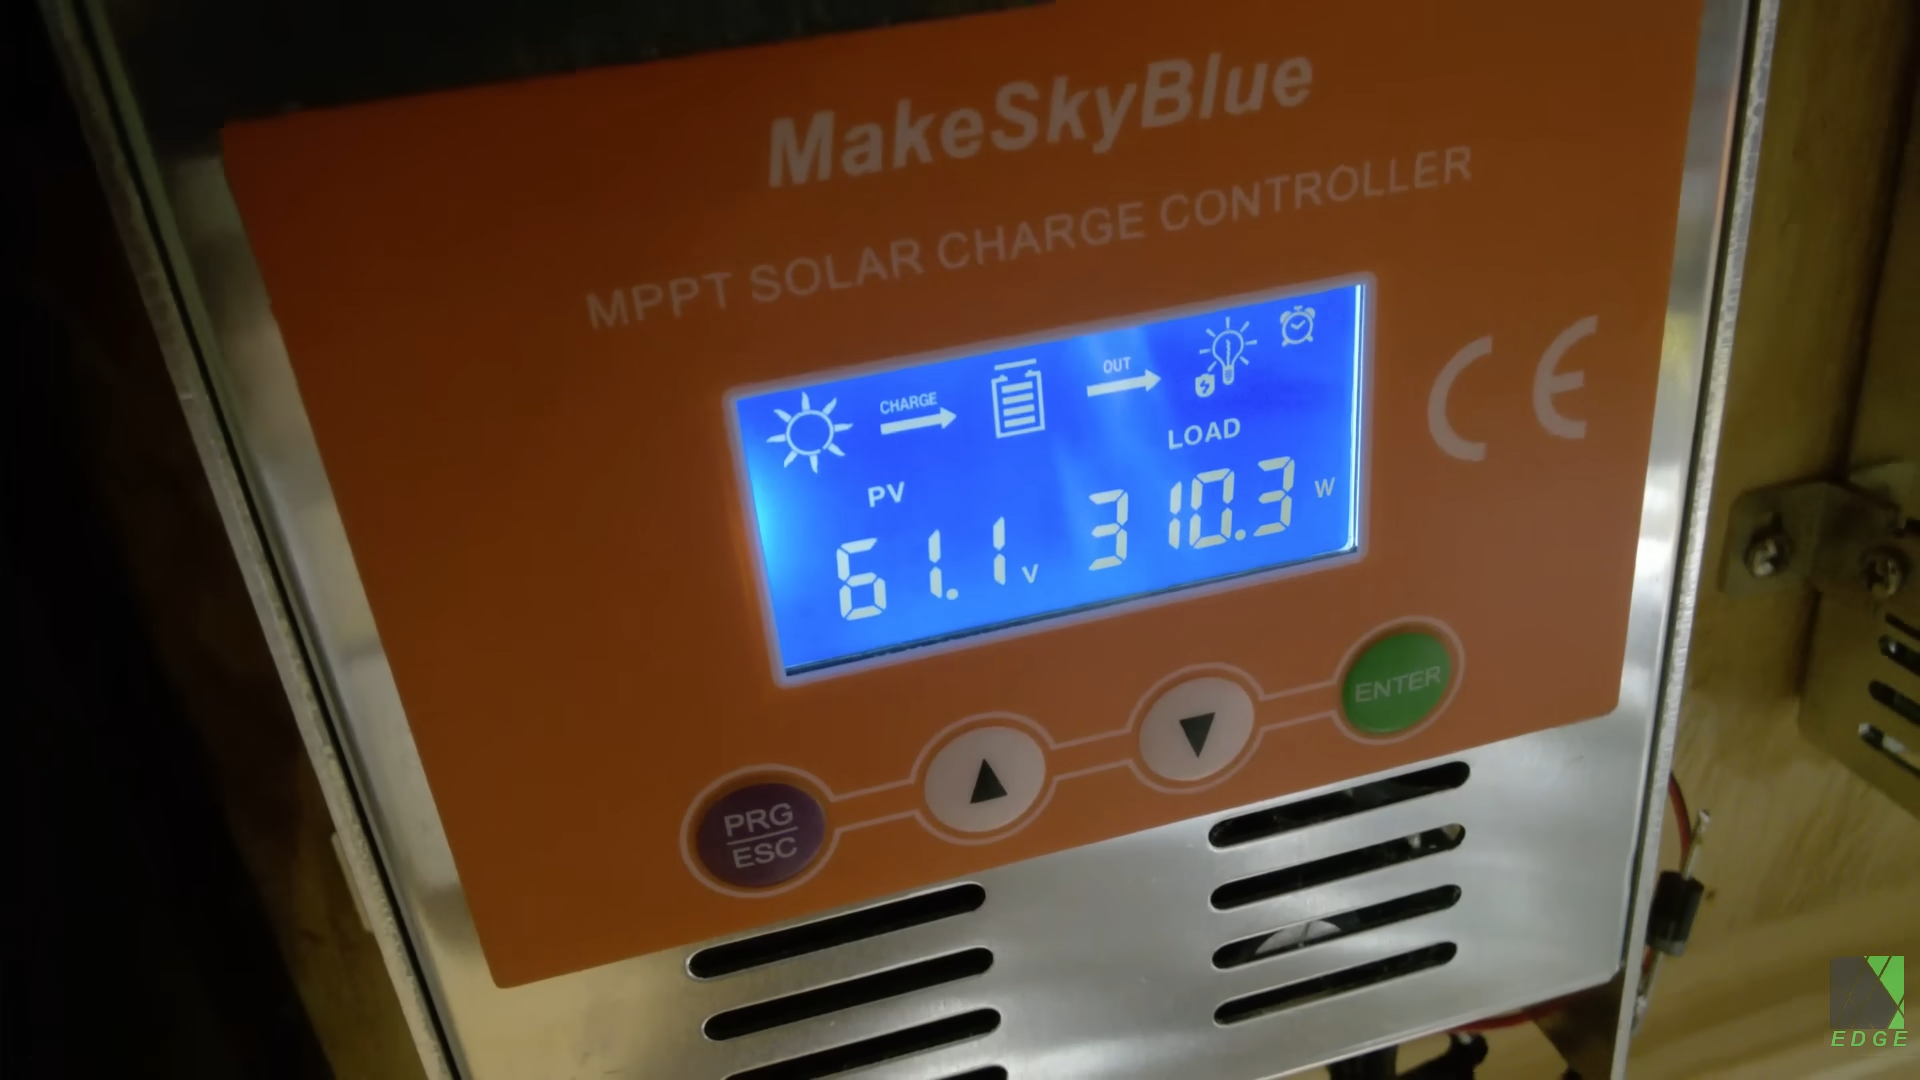 MakeSkyBlue
MPPT SOLAR CHARGE CONTROLLER
CHARGE
OUT
LOAD
PV
61.1 V
310.3 W
CE
PRG
ESC
ENTER
EDGE